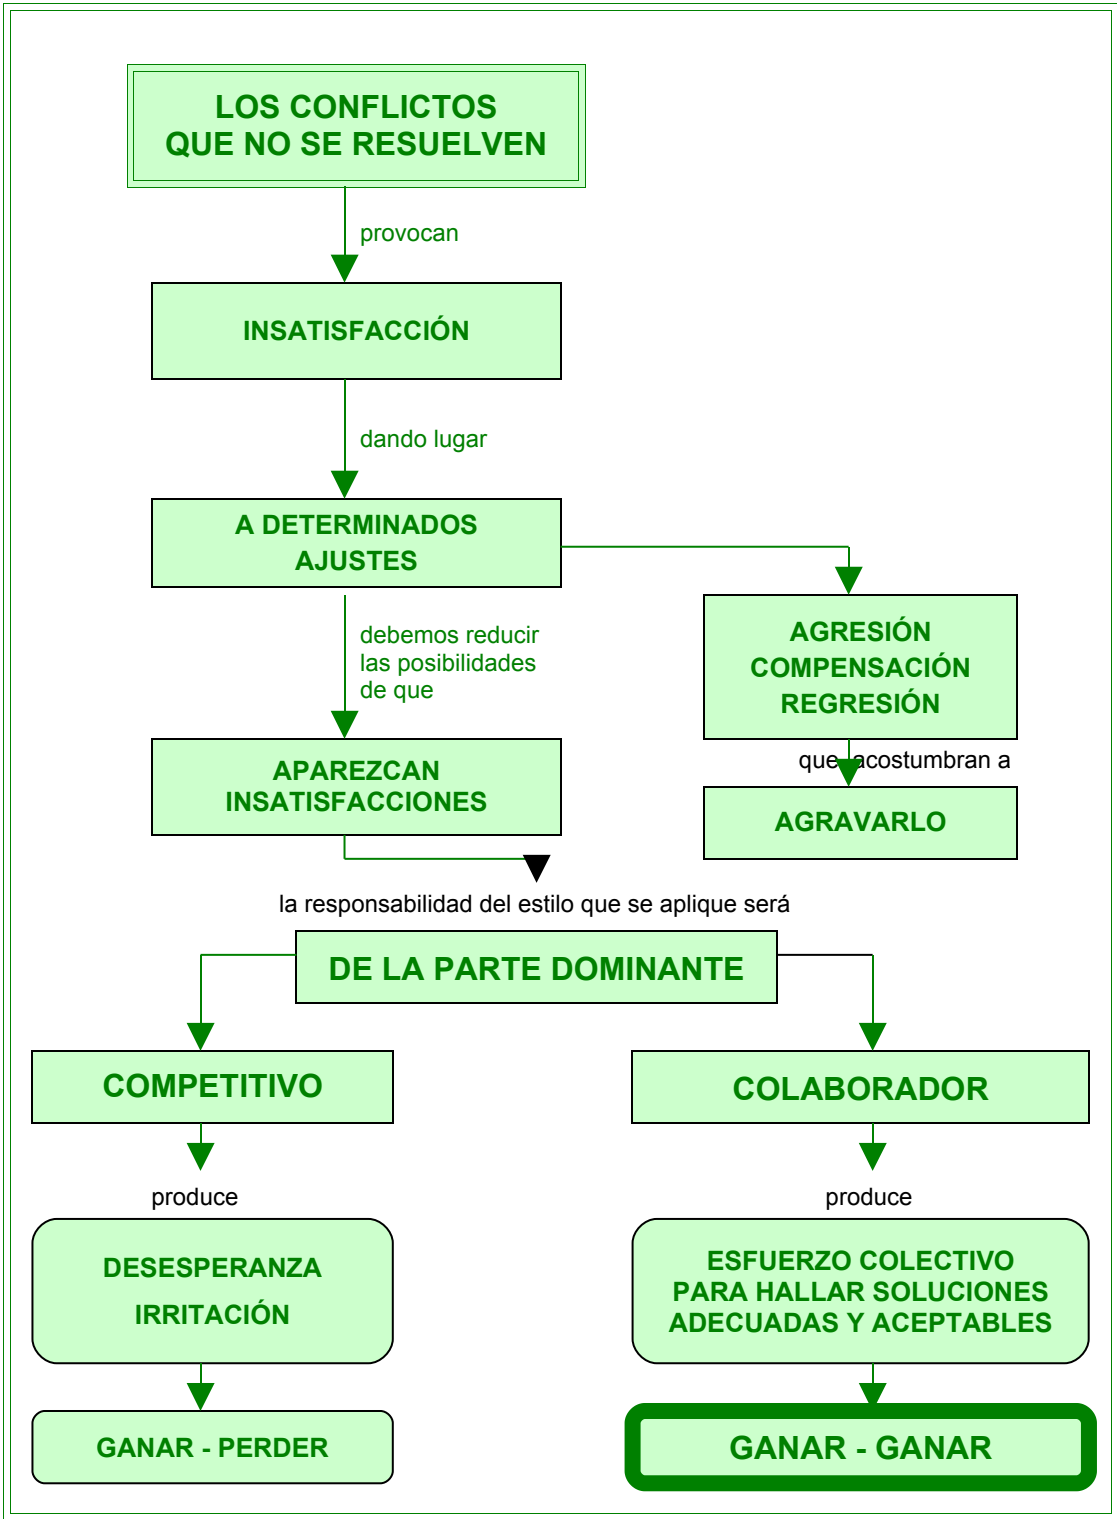 LOS CONFLICTOS
QUE NO SE RESUELVEN
provocan
INSATISFACCIÓN
dando lugar
A DETERMINADOS
AJUSTES
debemos reducir
las posibilidades
de que
AGRESIÓN
COMPENSACIÓN
REGRESIÓN
que acostumbran a
AGRAVARLO
APAREZCAN
INSATISFACCIONES
la responsabilidad del estilo que se aplique será
DE LA PARTE DOMINANTE
COMPETITIVO
produce
DESESPERANZA
IRRITACIÓN
GANAR - PERDER
COLABORADOR
produce
ESFUERZO COLECTIVO
PARA HALLAR SOLUCIONES
ADECUADAS Y ACEPTABLES
GANAR - GANAR